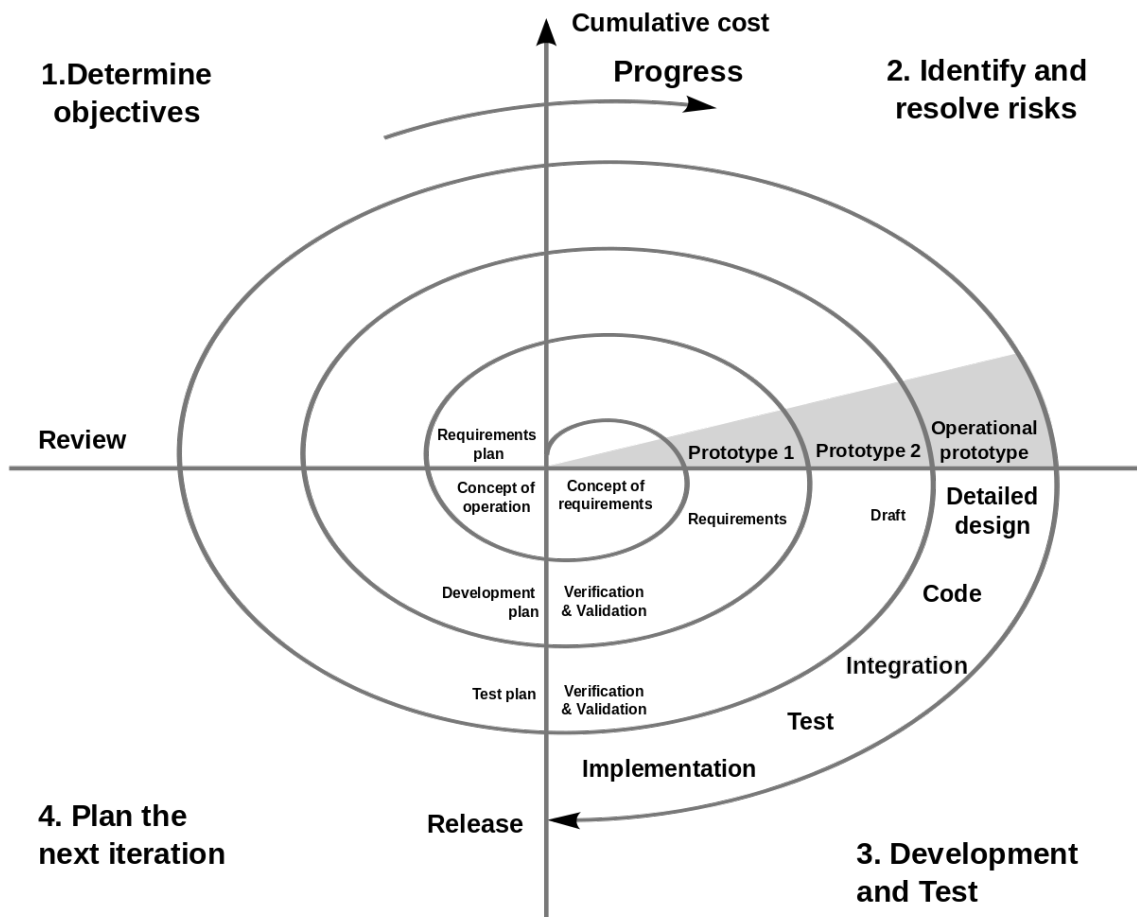 Cumulative cost
Progress
1.Determine
objectives
2. Identify and
resolve risks
Review
Requirements
plan
Prototype 1
Prototype 2
Operational
prototype
Concept of
operation
Concept of
requirements
Requirements
Draft
Detailed
design
Development
plan
Verification
& Validation
Code
Integration
Test plan
Verification
& Validation
Test
Implementation
Release
4. Plan the
next iteration
3. Development
and Test